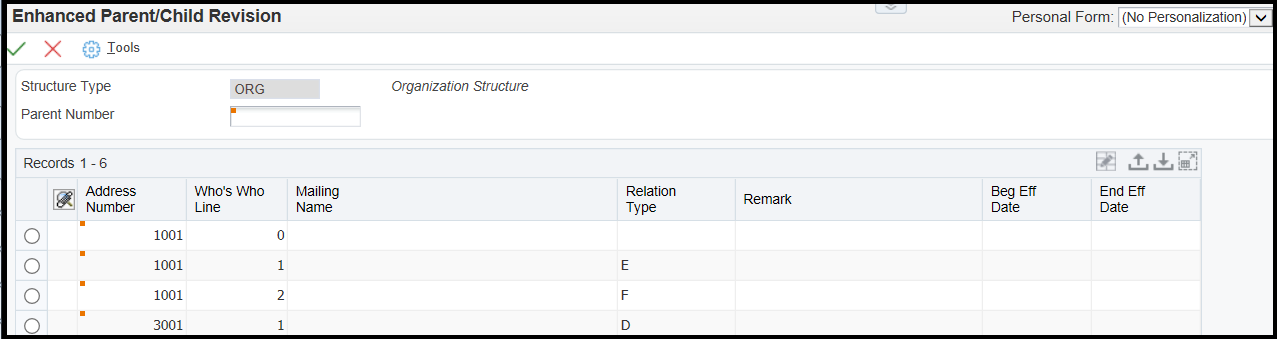 Enhanced Parent/Child Revision
Personal Form: (No Personalization)
Tools
Structure Type ORG Organization Structure
Parent Number
Records 1 - 6
Address Number Who's Who Line Mailing Name Relation Type Remark Beg Eff Date End Eff Date
1001 0
1001 1 E
1001 2 F
3001 1 D